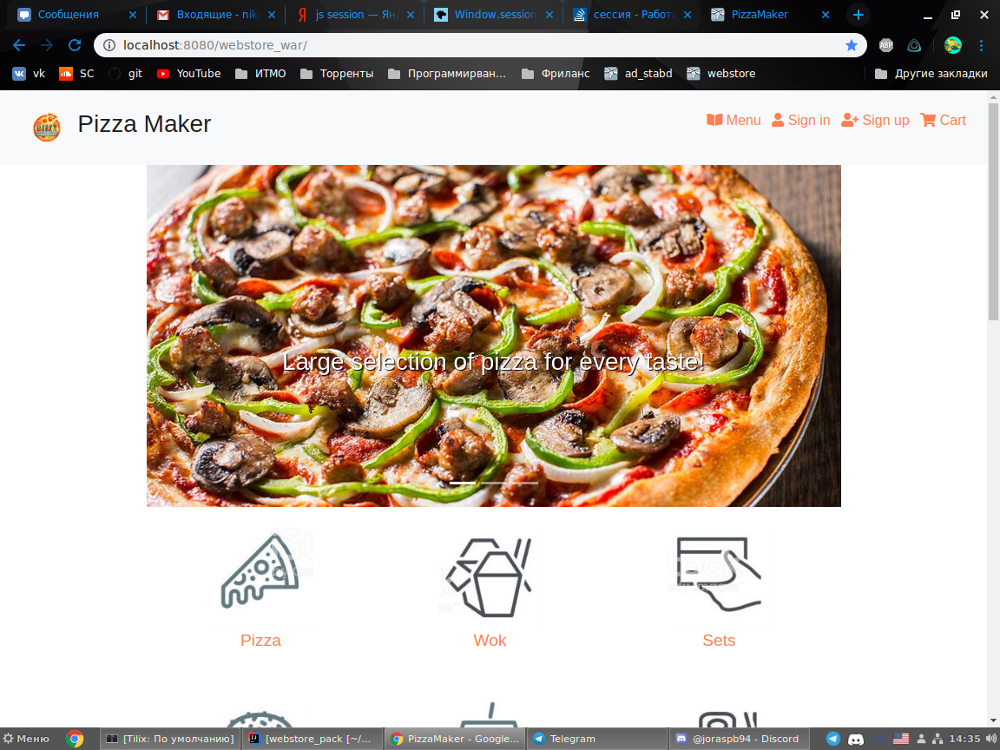 Сообщения
Входящие - nik
js session — Ян
Window.session
сессия - Работа
PizzaMaker
localhost:8080/webstore_war/
ABP
vk
SC
git
YouTube
ИТМО
Торренты
Программирван...
Фриланс
ad_stabd
webstore
Другие закладки
Pizza Maker
Menu
Sign in
Sign up
Cart
Large selection of pizza for every taste!
Pizza
Wok
Sets
Меню
[Tilix: По умолчанию]
[webstore_pack [~/...
PizzaMaker - Google...
Telegram
@joraspb94 - Discord
14:35